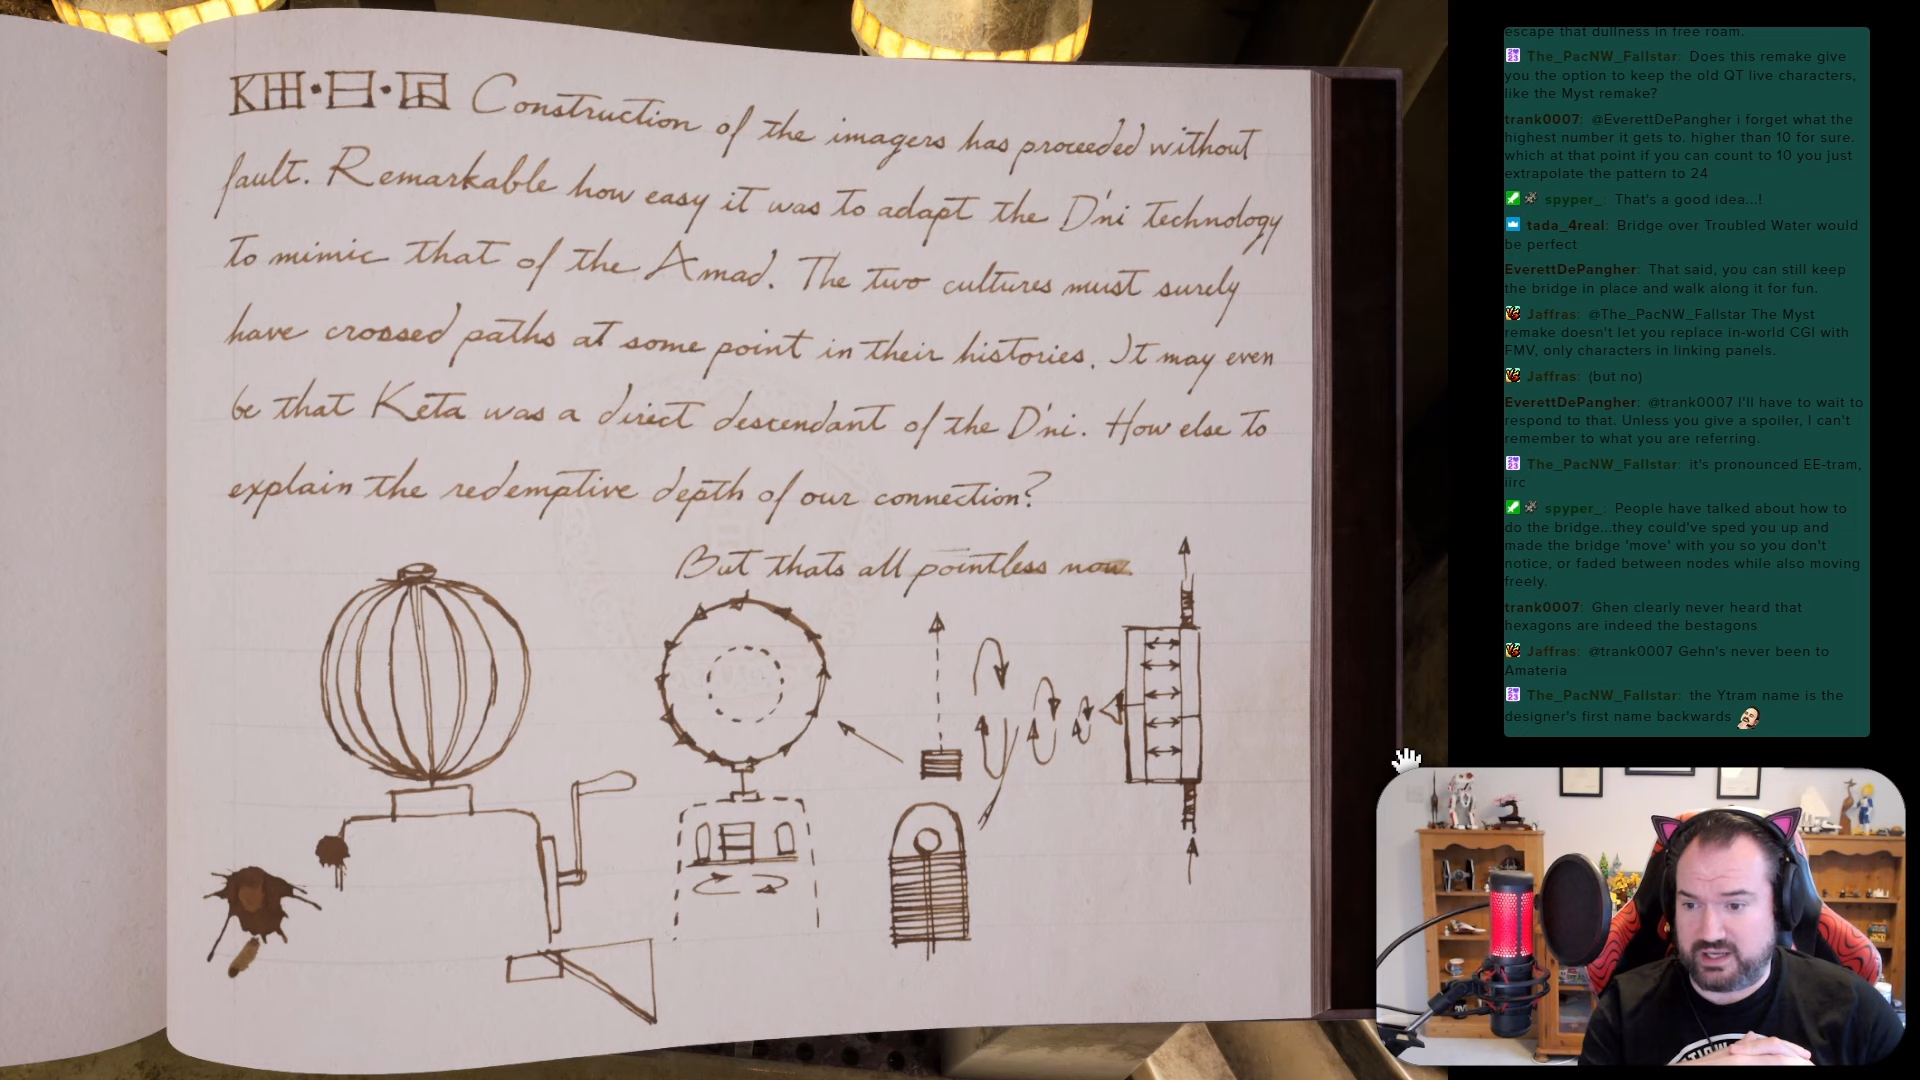 Construction of the imagers has proceeded without
fault. Remarkable how easy it was to adapt the D'ni technology
to mimic that of the Amad. The two cultures must surely
have crossed paths at some point in their histories. It may even
be that Keta was a direct descendant of the D'ni. How else to
explain the redemptive depth of our connection?
But thats all pointless now
escape that dullness in free roam.
The_PacNW_Fallstar: Does this remake give
you the option to keep the old QT live characters,
like the Myst remake?
trank0007: @EverettDePangher i forget what the
highest number it gets to. higher than 10 for sure.
which at that point if you can count to 10 you just
extrapolate the pattern to 24
spyper_: That's a good idea...!
tada_4real: Bridge over Troubled Water would
be perfect
EverettDePangher: That said, you can still keep
the bridge in place and walk along it for fun.
Jaffras: @The_PacNW_Fallstar The Myst
remake doesn't let you replace in-world CGI with
FMV, only characters in linking panels.
Jaffras: (but no)
EverettDePangher: @trank0007 I'll have to wait to
respond to that. Unless you give a spoiler, I can't
remember to what you are referring.
The_PacNW_Fallstar: it's pronounced EE-tram,
iirc
spyper_: People have talked about how to
do the bridge...they could've sped you up and
made the bridge 'move' with you so you don't
notice, or faded between nodes while also moving
freely.
trank0007: Ghen clearly never heard that
hexagons are indeed the bestagons
Jaffras: @trank0007 Gehn's never been to
Amateria
The_PacNW_Fallstar: the Ytram name is the
designer's first name backwards